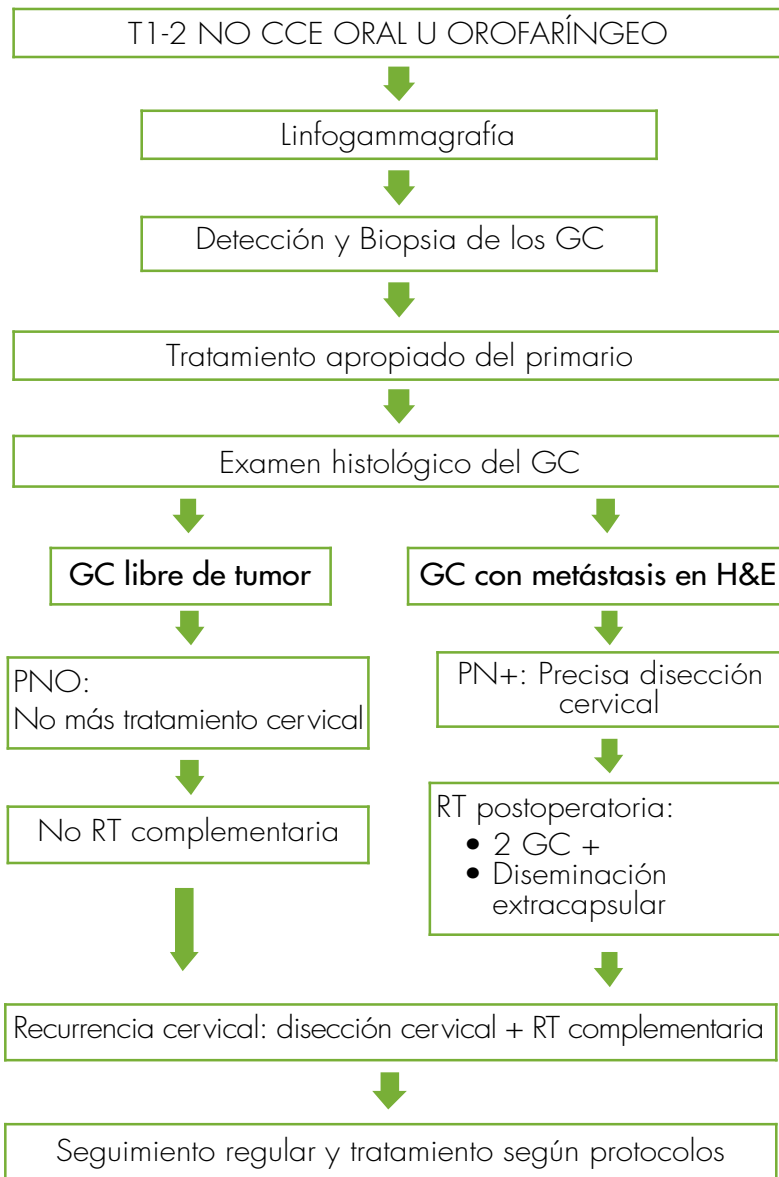 T1-2 NO CCE ORAL U OROFARÍNGEO
Linfogammagrafía
Detección y Biopsia de los GC
Tratamiento apropiado del primario
Examen histológico del GC
GC libre de tumor
GC con metástasis en H&E
PNO:
No más tratamiento cervical
PN+: Precisa disección
cervical
No RT complementaria
RT postoperatoria:
• 2 GC +
• Diseminación
extracapsular
Recurrencia cervical: disección cervical + RT complementaria
Seguimiento regular y tratamiento según protocolos